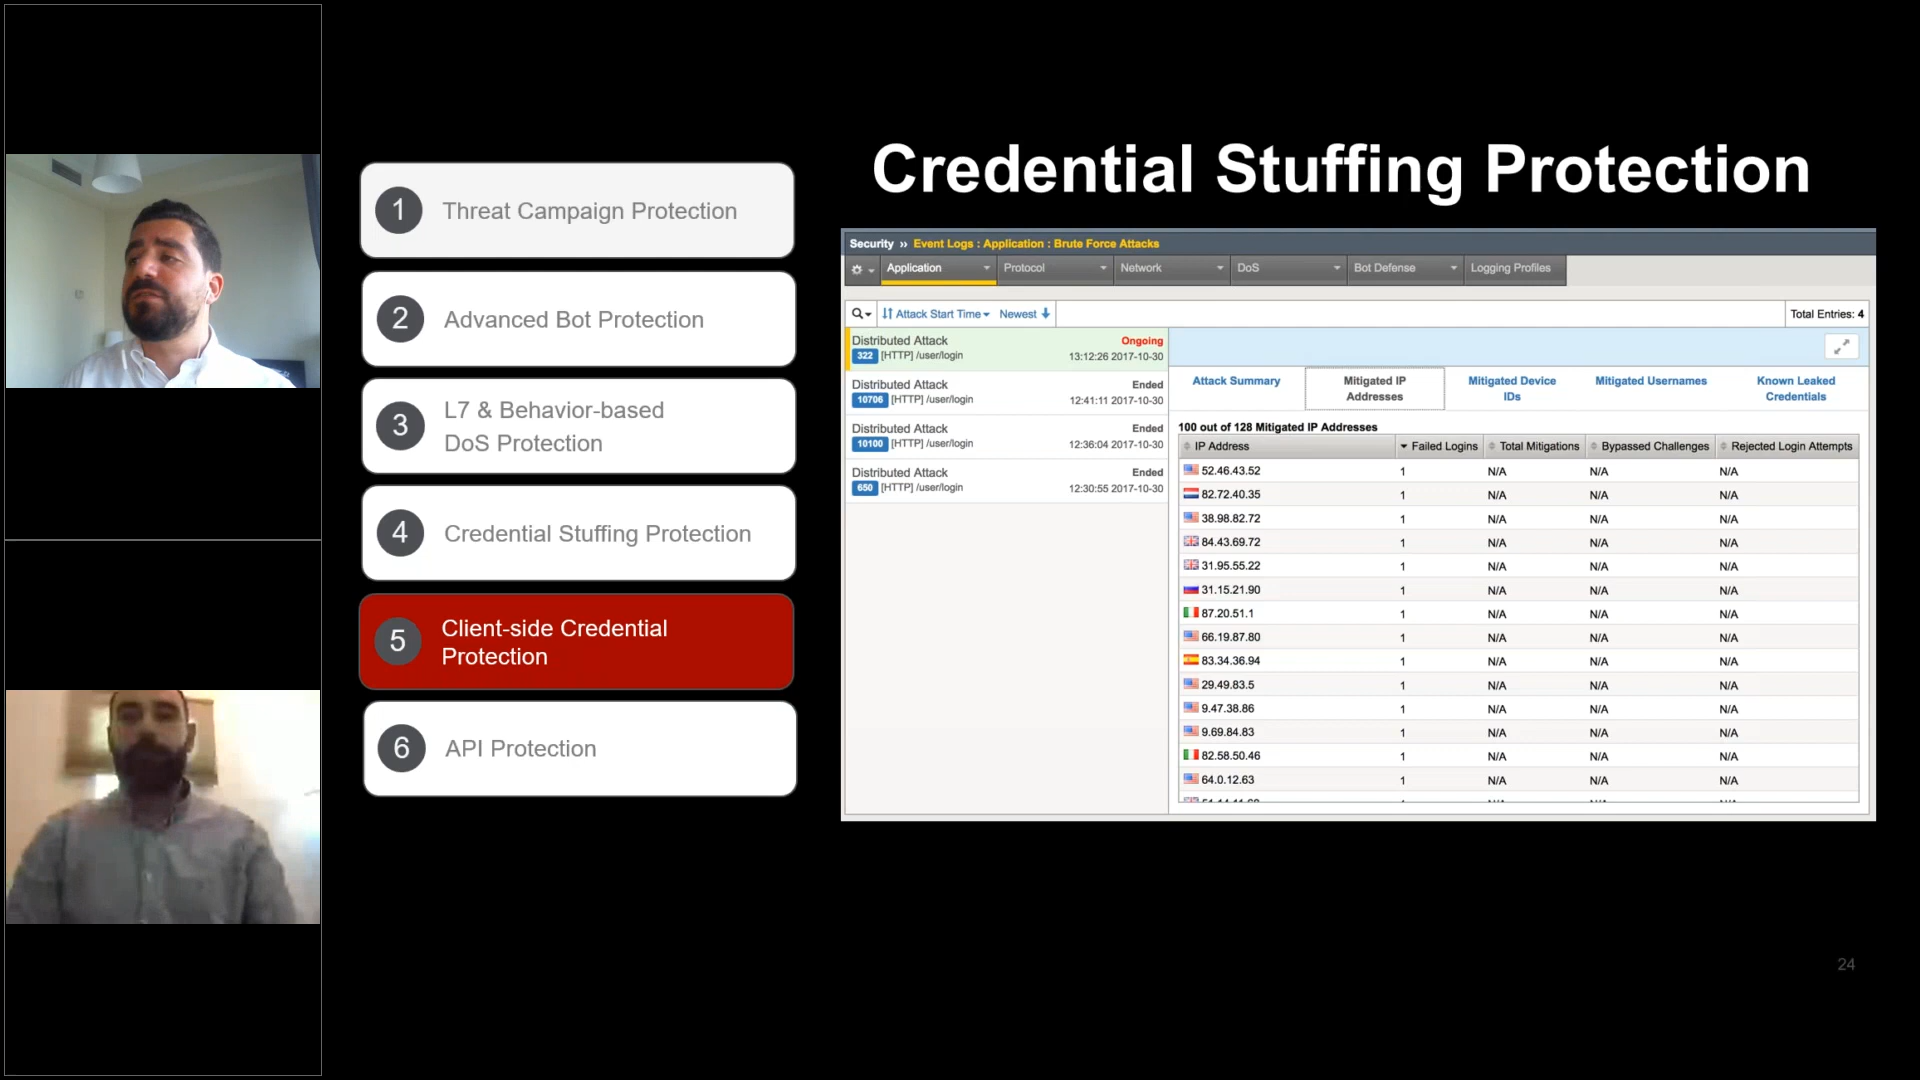 1
Threat Campaign Protection
2
Advanced Bot Protection
3
L7 & Behavior-based
DoS Protection
4
Credential Stuffing Protection
5
Client-side Credential
Protection
6
API Protection
Credential Stuffing Protection
Security » Event Logs : Application : Brute Force Attacks
Application Protocol Network DoS Bot Defense Logging Profiles
Attack Start Time Newest Total Entries: 4
Distributed Attack Ongoing
322 [HTTP] /user/login 13:12:26 2017-10-30
Distributed Attack Ended
10706 [HTTP] /user/login 12:41:11 2017-10-30
Distributed Attack Ended
10100 [HTTP] /user/login 12:36:04 2017-10-30
Distributed Attack Ended
650 [HTTP] /user/login 12:30:55 2017-10-30
Attack Summary
Mitigated IP
Addresses
Mitigated Device
IDs
Mitigated Usernames
Known Leaked
Credentials
100 out of 128 Mitigated IP Addresses
IP Address Failed Logins Total Mitigations Bypassed Challenges Rejected Login Attempts
52.46.43.52 1 N/A N/A N/A
82.72.40.35 1 N/A N/A N/A
38.98.82.72 1 N/A N/A N/A
84.43.69.72 1 N/A N/A N/A
31.95.55.22 1 N/A N/A N/A
31.15.21.90 1 N/A N/A N/A
87.20.51.1 1 N/A N/A N/A
66.19.87.80 1 N/A N/A N/A
83.34.36.94 1 N/A N/A N/A
29.49.83.5 1 N/A N/A N/A
9.47.38.86 1 N/A N/A N/A
9.69.84.83 1 N/A N/A N/A
82.58.50.46 1 N/A N/A N/A
64.0.12.63 1 N/A N/A N/A
24